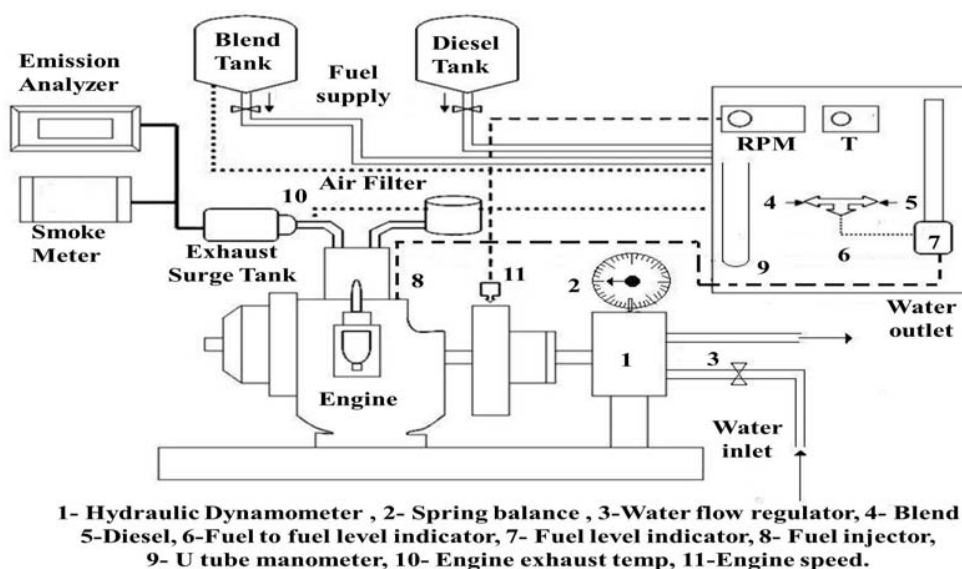 Blend
Tank
Diesel
Tank
Emission
Analyzer
Fuel
supply
RPM
T
Air Filter
10
4
5
Smoke
Meter
Exhaust
Surge Tank
6
7
8
11
2
9
Water
outlet
1
3
Engine
Water
inlet
1- Hydraulic Dynamometer , 2- Spring balance , 3-Water flow regulator, 4- Blend
5-Diesel, 6-Fuel to fuel level indicator, 7- Fuel level indicator, 8- Fuel injector,
9- U tube manometer, 10- Engine exhaust temp, 11-Engine speed.